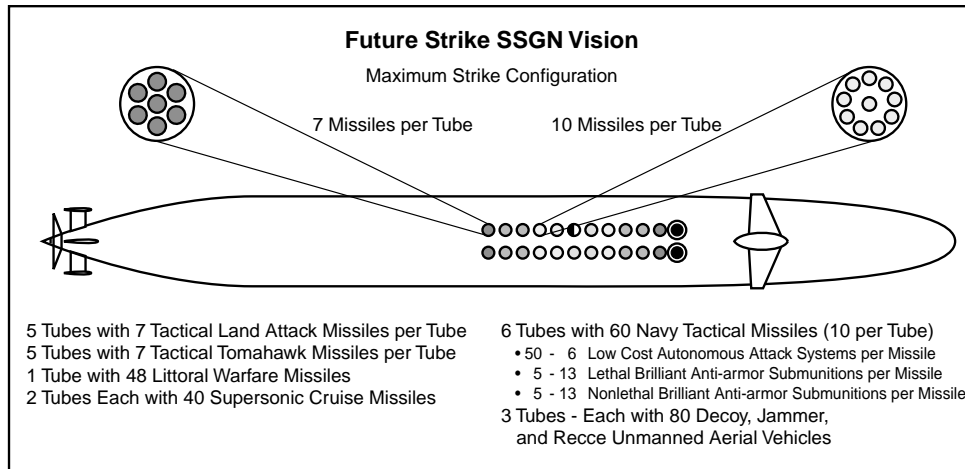 Future Strike SSGN Vision
Maximum Strike Configuration
7 Missiles per Tube
10 Missiles per Tube
5 Tubes with 7 Tactical Land Attack Missiles per Tube
5 Tubes with 7 Tactical Tomahawk Missiles per Tube
1 Tube with 48 Littoral Warfare Missiles
2 Tubes Each with 40 Supersonic Cruise Missiles
6 Tubes with 60 Navy Tactical Missiles (10 per Tube)
• 50 - 6 Low Cost Autonomous Attack Systems per Missile
• 5 - 13 Lethal Brilliant Anti-armor Submunitions per Missile
• 5 - 13 Nonlethal Brilliant Anti-armor Submunitions per Missile
3 Tubes - Each with 80 Decoy, Jammer,
and Recce Unmanned Aerial Vehicles